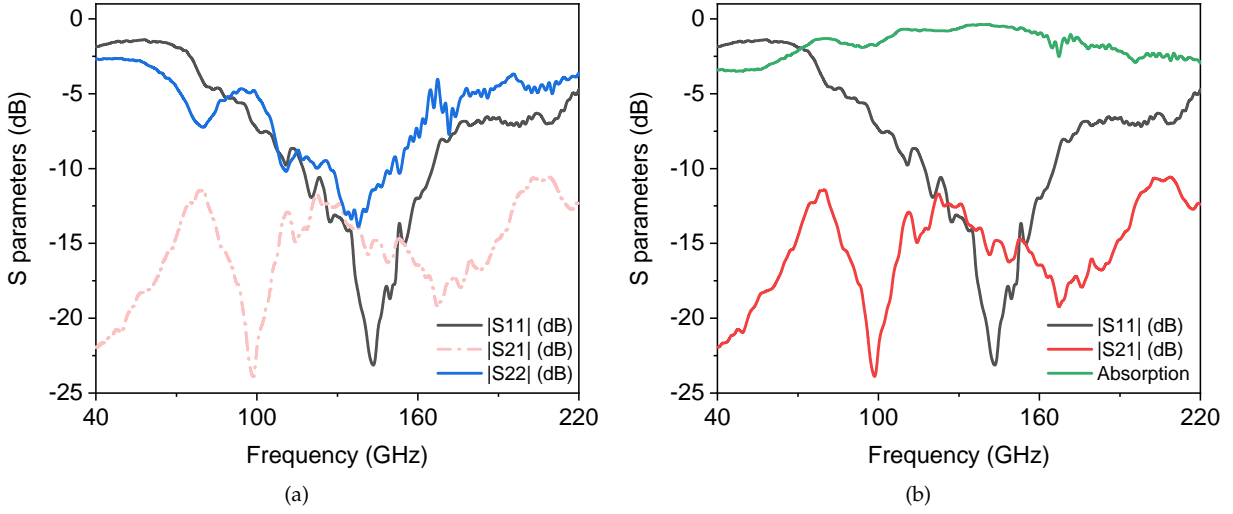 0
-5
-10
-15
-20
-25
S parameters (dB)
|S11| (dB)
|S21| (dB)
|S22| (dB)
40
100
160
220
Frequency (GHz)
(a)
0
-5
-10
-15
-20
-25
S parameters (dB)
|S11| (dB)
|S21| (dB)
Absorption
40
100
160
220
Frequency (GHz)
(b)